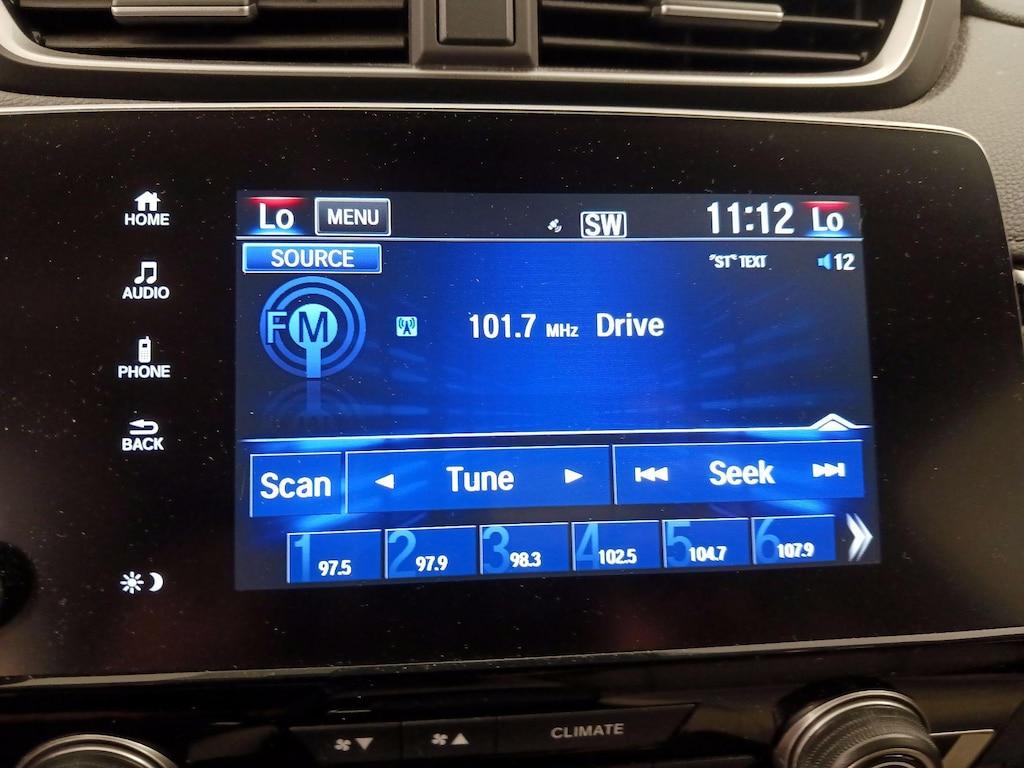 HOME
AUDIO
PHONE
BACK
Lo MENU SW 11:12 Lo
SOURCE "ST" TEXT 12
FM 101.7 MHz Drive
Scan Tune Seek
1 97.5 2 97.9 3 98.3 4 102.5 5 104.7 6 107.9
CLIMATE